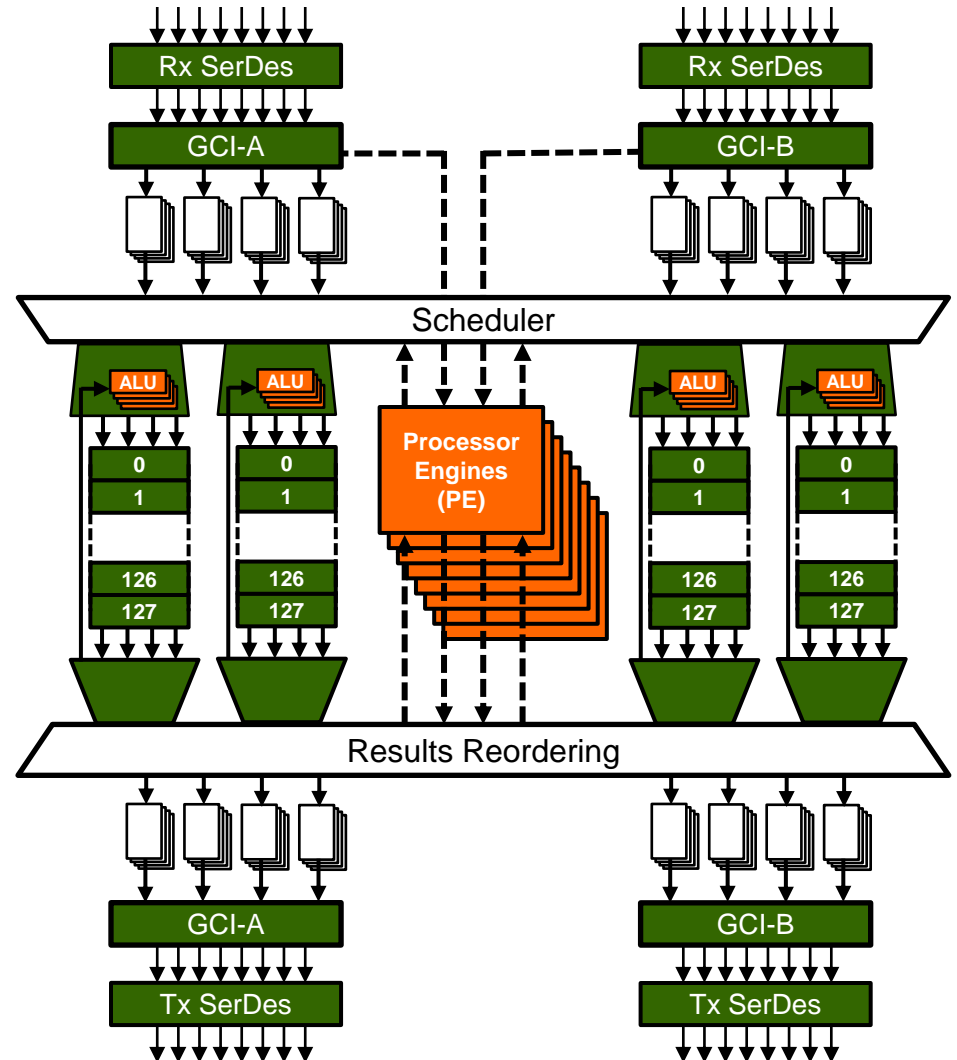 Rx SerDes
Rx SerDes
GCI-A
GCI-B
Scheduler
ALU
ALU
ALU
ALU
Processor
Engines
(PE)
0
0
0
0
1
1
1
1
126
126
126
126
127
127
127
127
Results Reordering
GCI-A
GCI-B
Tx SerDes
Tx SerDes